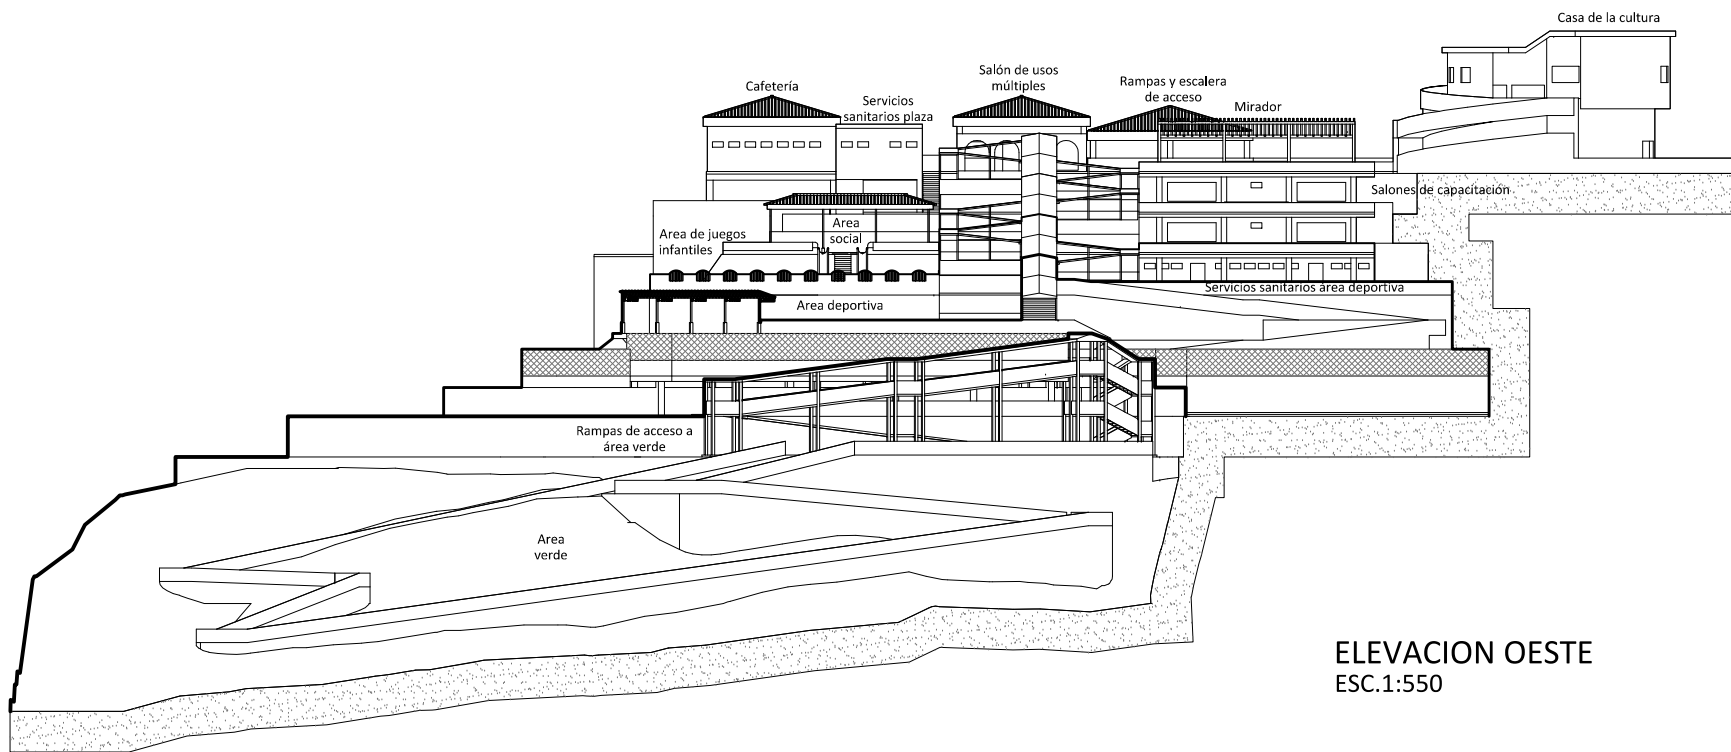 Casa de la cultura
Salón de usos
múltiples
Rampas y escalera
de acceso
Cafetería
Servicios
sanitarios plaza
Mirador
Salones de capacitación
Area de juegos
infantiles
Area
social
Servicios sanitarios área deportiva
Area deportiva
Rampas de acceso a
área verde
Area
verde
ELEVACION OESTE
ESC.1:550